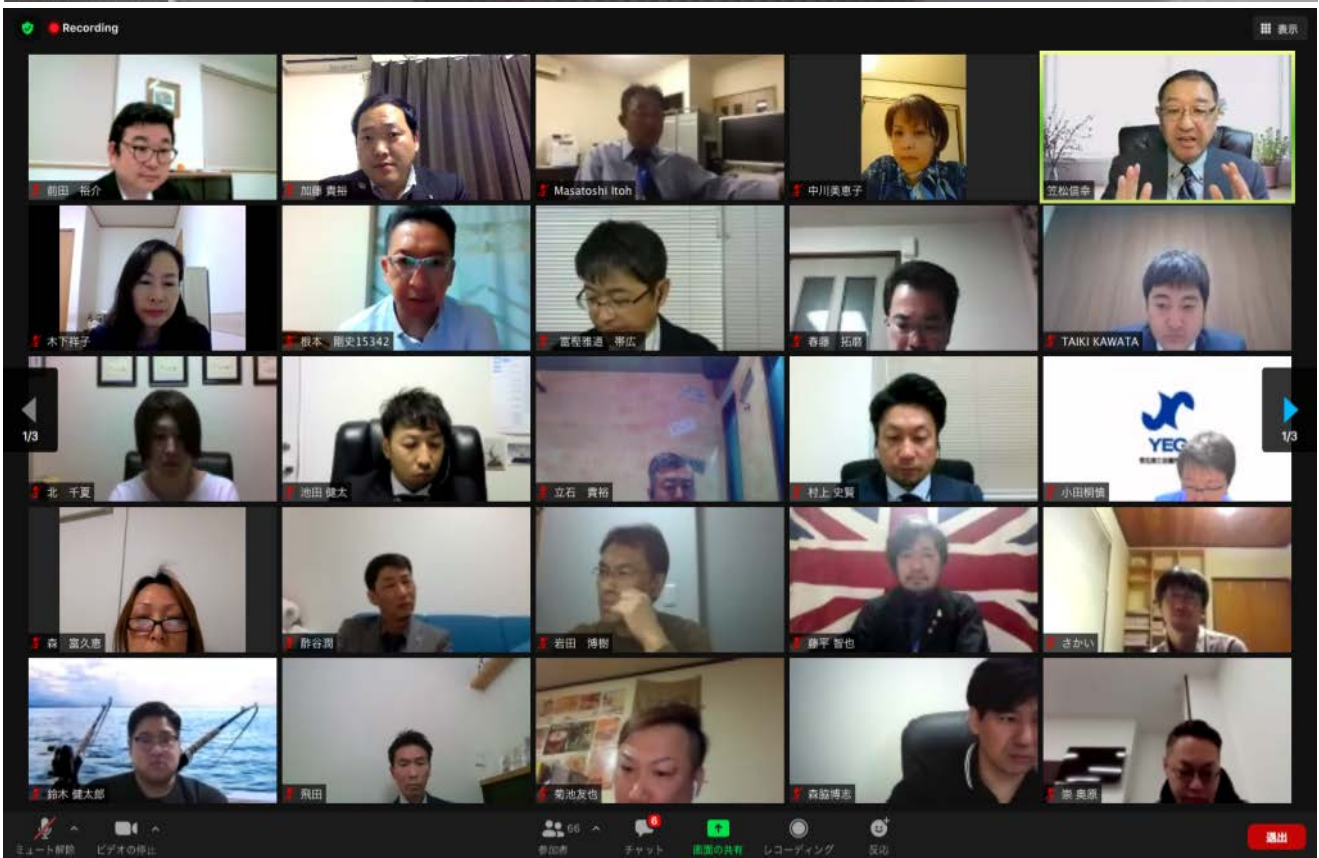 Recording
表示
前田 裕介
加藤 貴裕
Masatoshi Itoh
中川美恵子
笠松信幸
木下祥子
根本 剛史15342
富樫雅道 帯広
春藤 拓磨
TAIKI KAWATA
北 千夏
池田 健太
立石 貴裕
村上 史賢
YEG
小田桐慎
1/3
1/3
森 富久恵
酢谷潤
岩田 博樹
藤平 智也
さかい
鈴木 健太郎
飛田
菊池友也
森脇博志
崇 奥原
66
6
ミュート解除
ビデオの停止
参加者
チャット
画面の共有
レコーディング
反応
退出